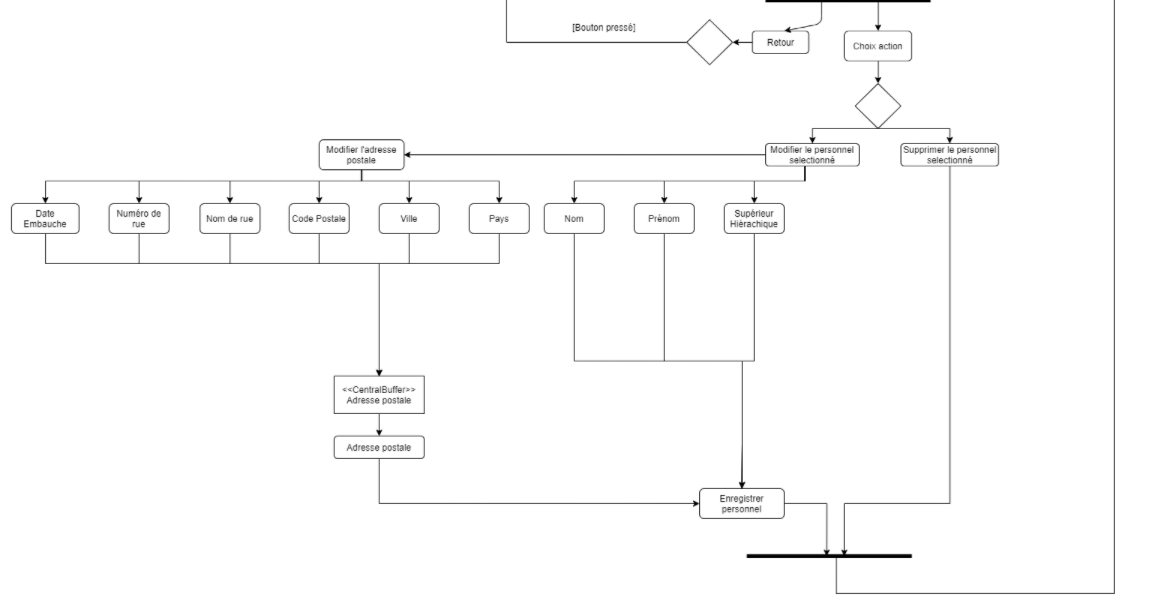 [Bouton pressé]
Retour
Choix action
Modifier l'adresse
postale
Modifier le personnel
selectionné
Supprimer le personnel
selectionné
Date
Embauche
Numéro de
rue
Nom de rue
Code Postale
Ville
Pays
Nom
Prénom
Supérieur
Hiérachique
<<CentralBuffer>>
Adresse postale
Adresse postale
Enregistrer
personnel